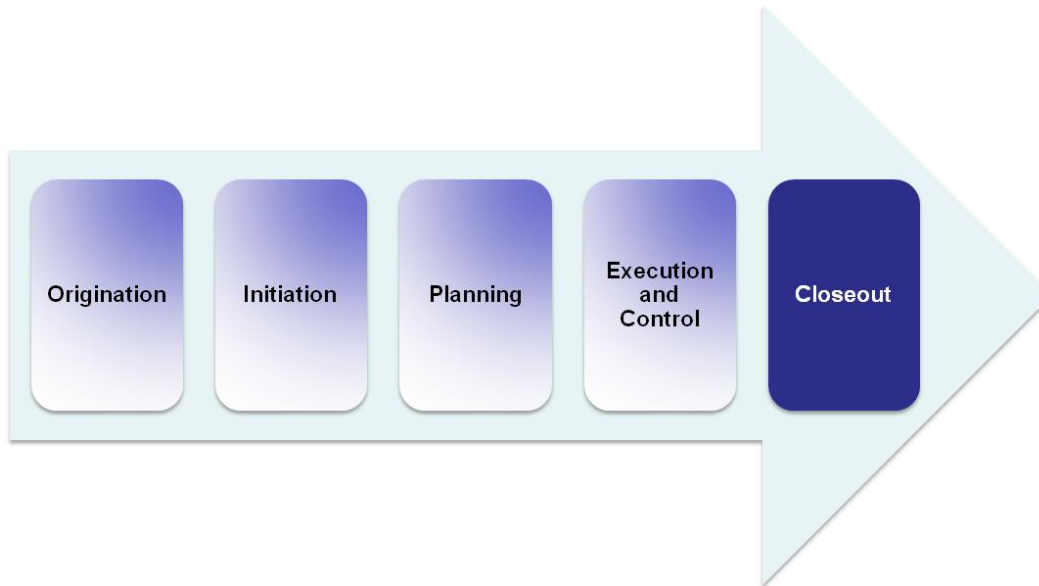 Origination
Initiation
Planning
Execution
and
Control
Closeout